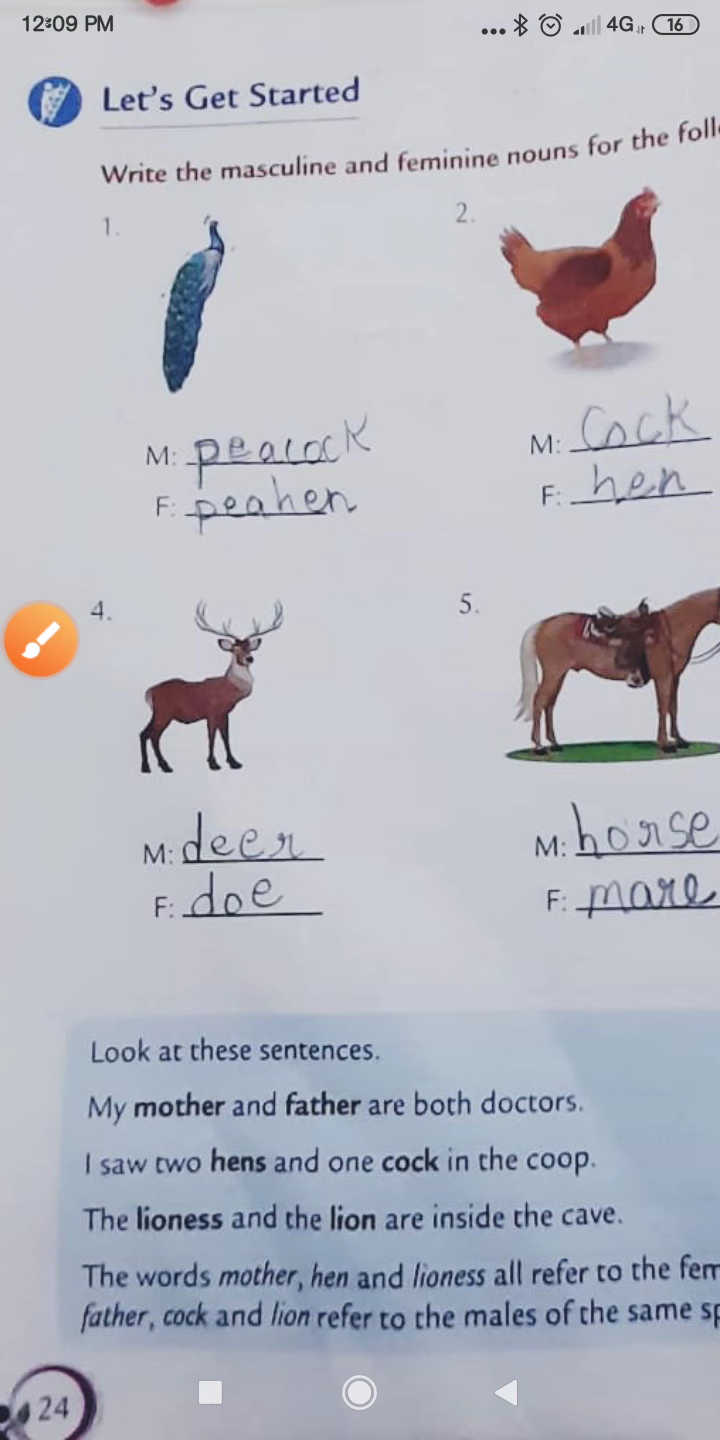 12:09 PM ... 4G 16
Let's Get Started
Write the masculine and feminine nouns for the foll
1.
2.
M: peacock
F: peahen
M: Cock
F: hen
4.
5.
M: deer
F: doe
M: horse
F: mare
Look at these sentences.
My mother and father are both doctors.
I saw two hens and one cock in the coop.
The lioness and the lion are inside the cave.
The words mother, hen and lioness all refer to the fem
father, cock and lion refer to the males of the same sp
24